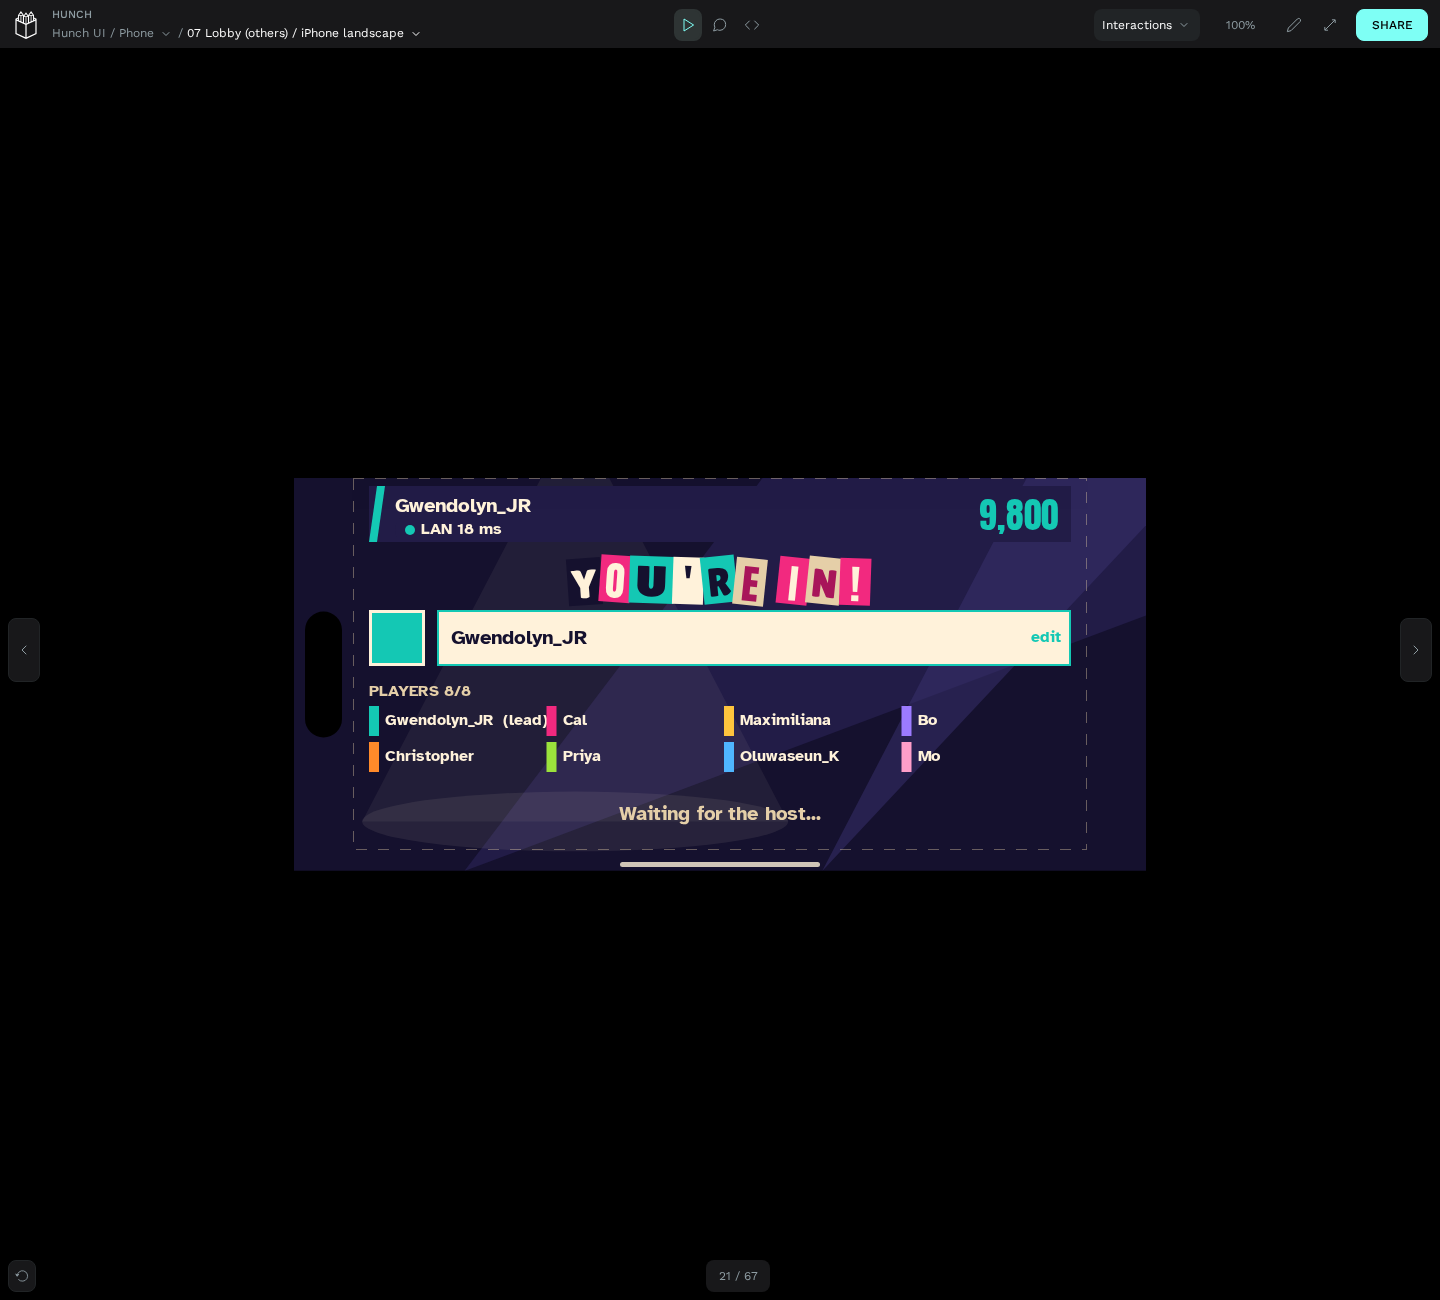 HUNCH
Hunch UI / Phone / 07 Lobby (others) / iPhone landscape
Interactions
100%
SHARE
Gwendolyn_JR
LAN 18 ms
9,800
YOU'RE IN!
Gwendolyn_JR
edit
PLAYERS 8/8
Gwendolyn_JR (lead) Cal Maximiliana Bo
Christopher Priya Oluwaseun_K Mo
Waiting for the host...
21 / 67